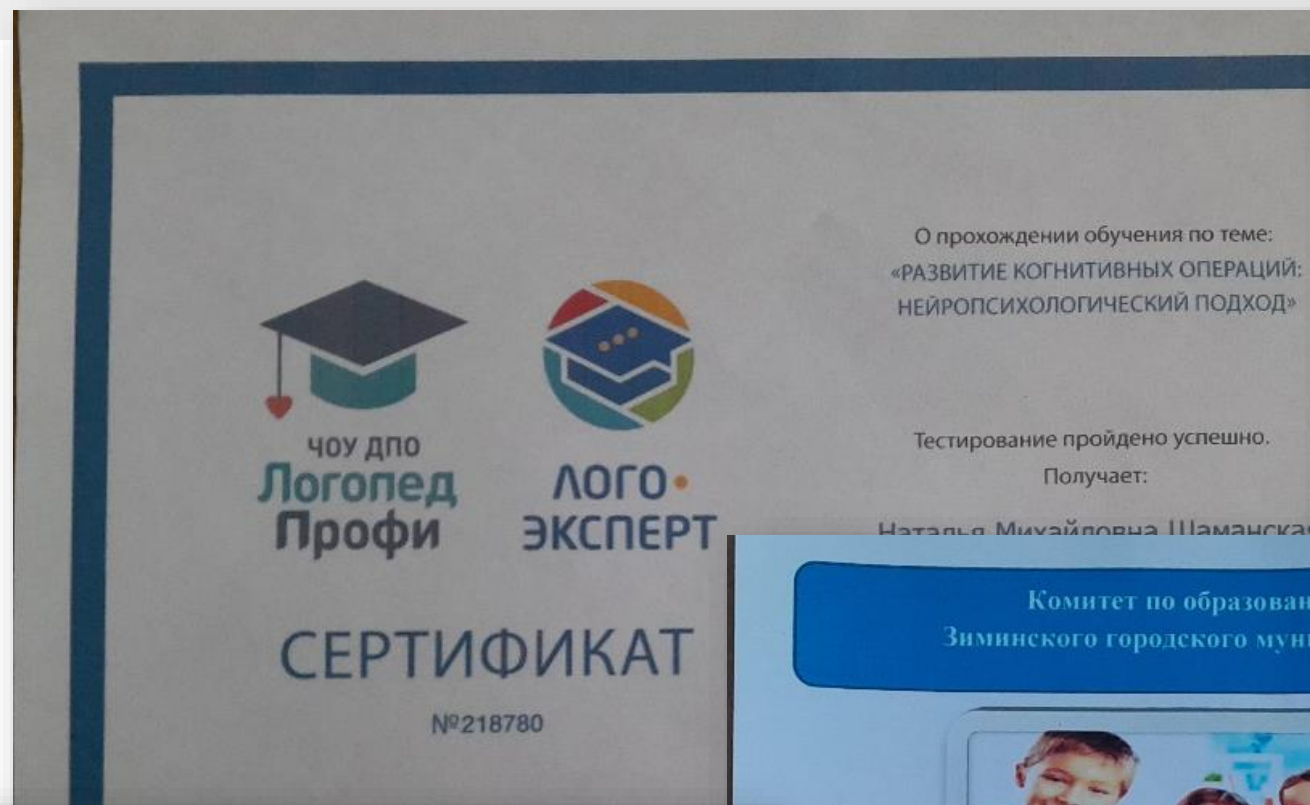 О прохождении обучения по теме:
«РАЗВИТИЕ КОГНИТИВНЫХ ОПЕРАЦИЙ:
НЕЙРОПСИХОЛОГИЧЕСКИЙ ПОДХОД»
ЧОУ ДПО
Логопед
Профи
ЛОГО•
ЭКСПЕРТ
Тестирование пройдено успешно.
Получает:
Наталья Михайловна
СЕРТИФИКАТ
№218780
Комитет по
Зиминского городского